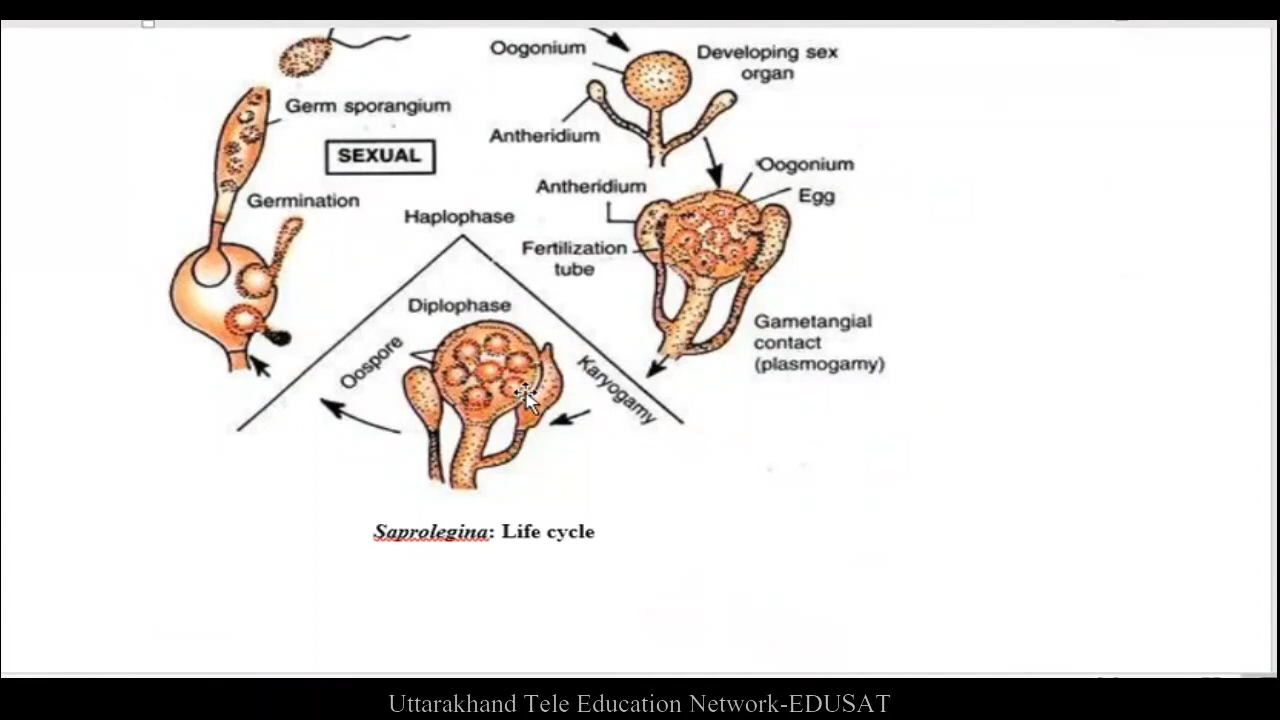 Oogonium
Developing sex
organ
Germ sporangium
Antheridium
SEXUAL
Oogonium
Antheridium
Egg
Germination
Haplophase
Fertilization
tube
Diplophase
Gametangial
contact
(plasmogamy)
Oospore
Karyogamy
Saprolegina: Life cycle
Uttarakhand Tele Education Network-EDUSAT